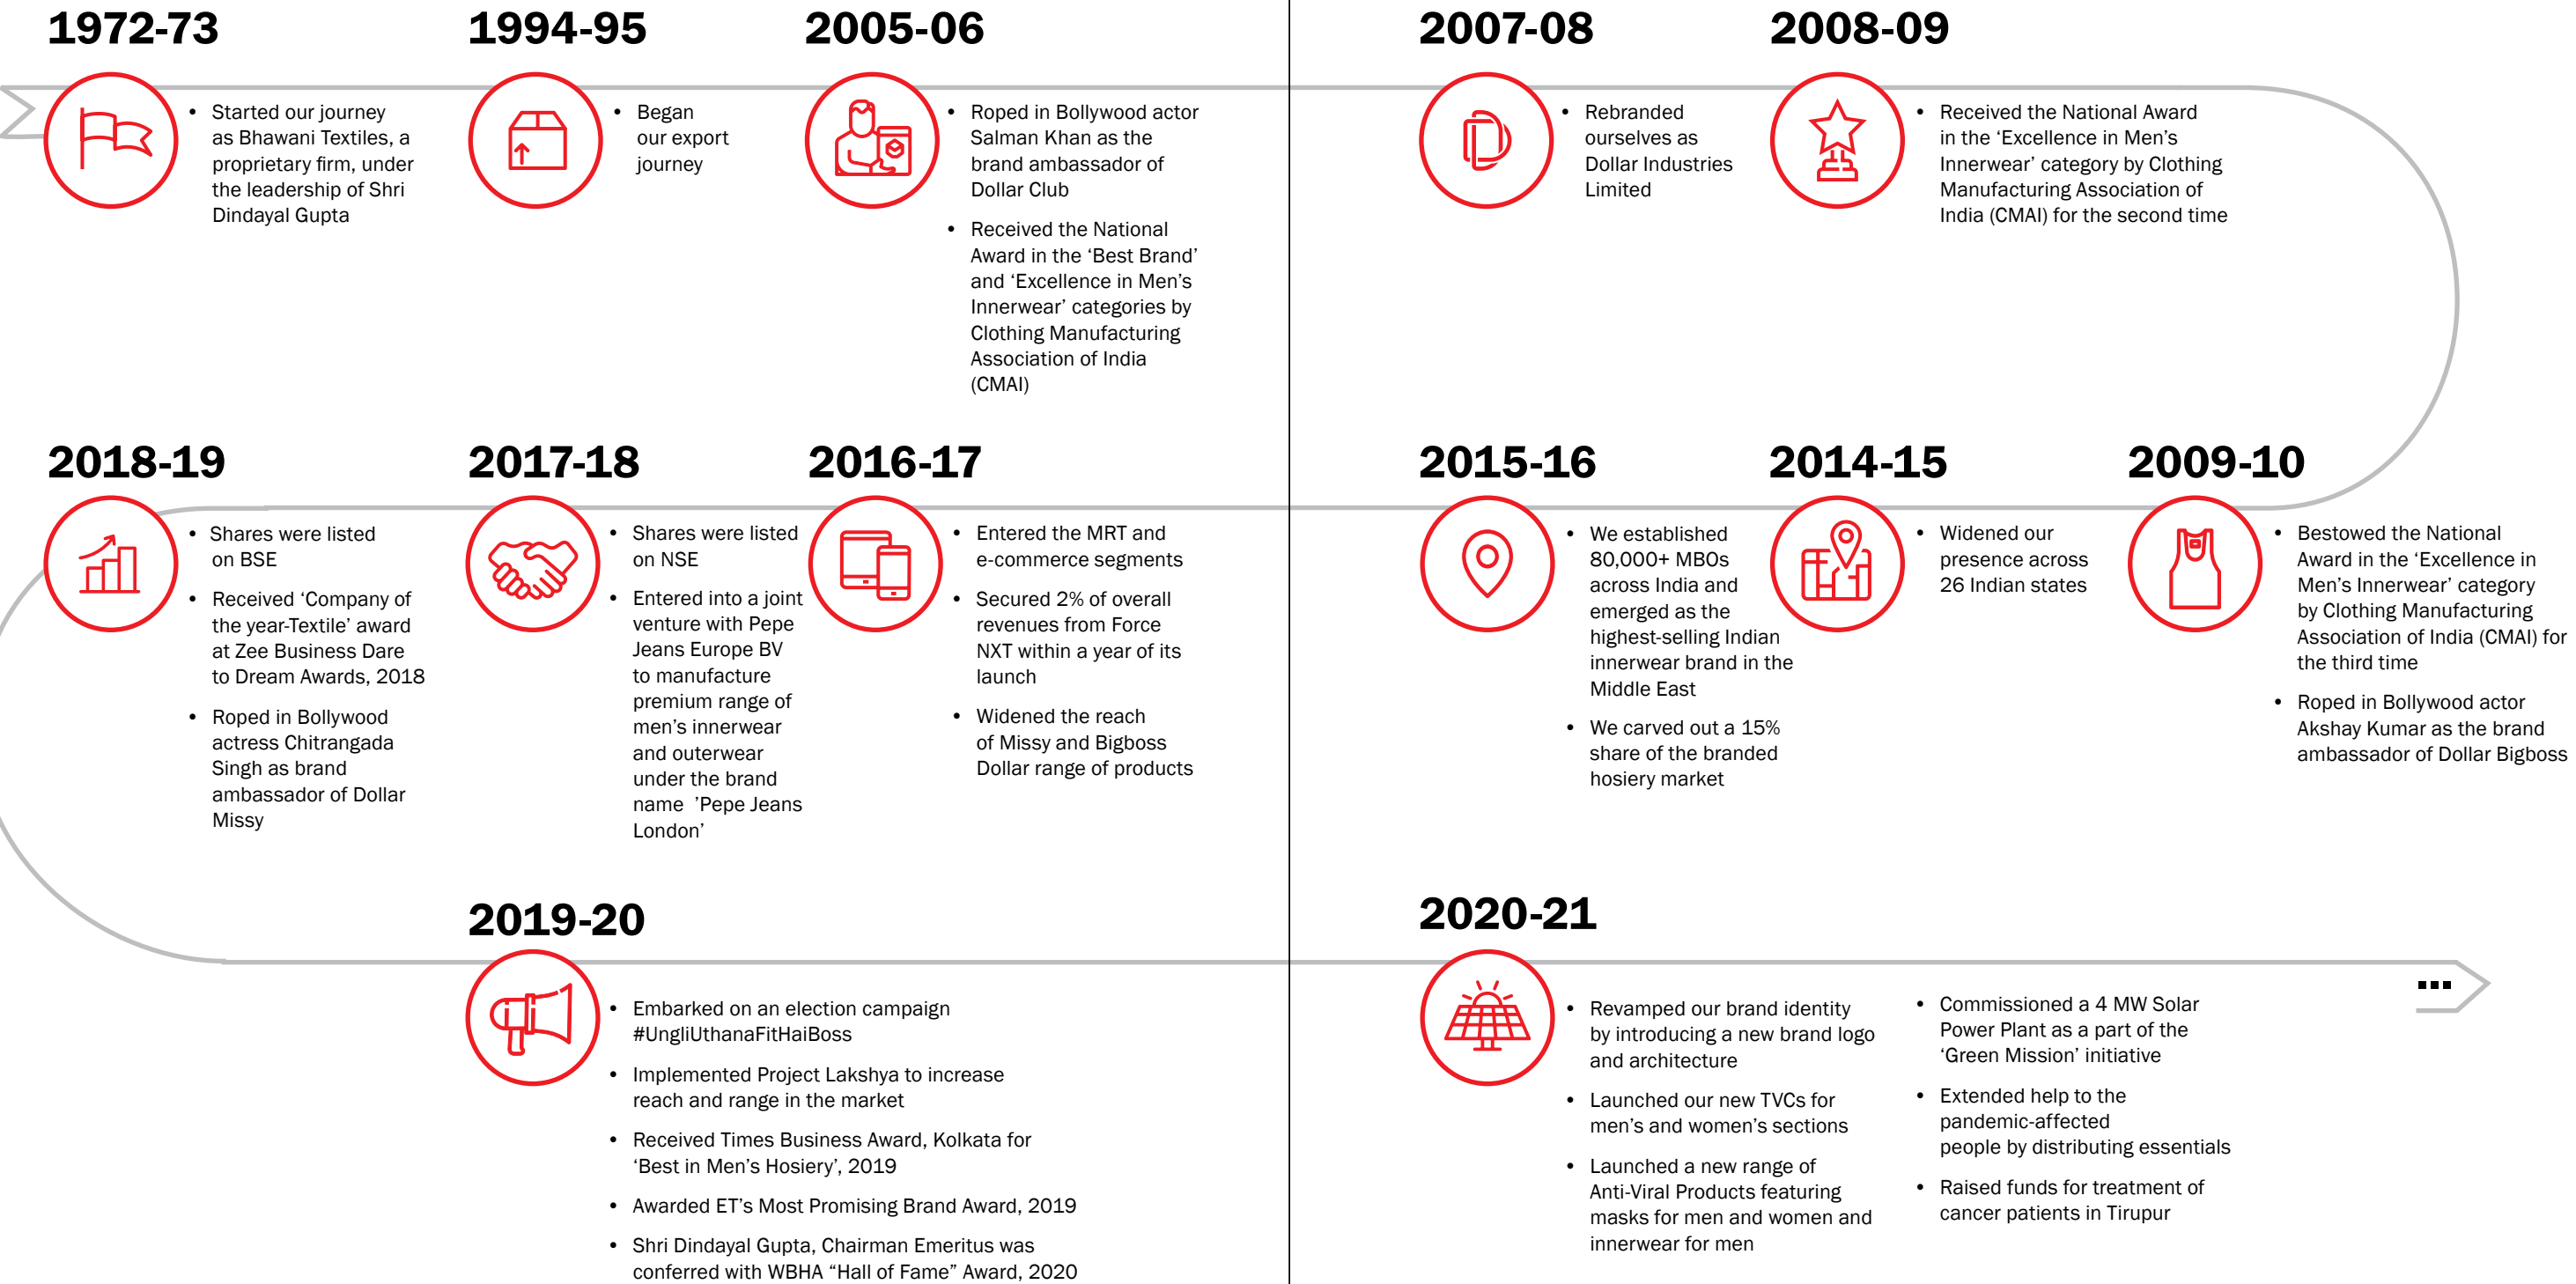 1972-73
• Started our journey
as Bhawani Textiles, a
proprietary firm, under
the leadership of Shri
Dindayal Gupta
1994-95
• Began
our export
journey
2005-06
• Roped in Bollywood actor
Salman Khan as the
brand ambassador of
Dollar Club
• Received the National
Award in the ‘Best Brand’
and ‘Excellence in Men’s
Innerwear’ categories by
Clothing Manufacturing
Association of India
(CMAI)
2007-08
• Rebranded
ourselves as
Dollar Industries
Limited
2008-09
• Received the National Award
in the ‘Excellence in Men’s
Innerwear’ category by Clothing
Manufacturing Association of
India (CMAI) for the second time
2009-10
• Bestowed the National
Award in the ‘Excellence in
Men’s Innerwear’ category
by Clothing Manufacturing
Association of India (CMAI) for
the third time
• Roped in Bollywood actor
Akshay Kumar as the brand
ambassador of Dollar Bigboss
2014-15
• Widened our
presence across
26 Indian states
2015-16
• We established
80,000+ MBOs
across India and
emerged as the
highest-selling Indian
innerwear brand in the
Middle East
• We carved out a 15%
share of the branded
hosiery market
2016-17
• Entered the MRT and
e-commerce segments
• Secured 2% of overall
revenues from Force
NXT within a year of its
launch
• Widened the reach
of Missy and Bigboss
Dollar range of products
2017-18
• Shares were listed
on NSE
• Entered into a joint
venture with Pepe
Jeans Europe BV
to manufacture
premium range of
men’s innerwear
and outerwear
under the brand
name ’Pepe Jeans
London’
2018-19
• Shares were listed
on BSE
• Received ‘Company of
the year-Textile’ award
at Zee Business Dare
to Dream Awards, 2018
• Roped in Bollywood
actress Chitrangada
Singh as brand
ambassador of Dollar
Missy
2019-20
• Embarked on an election campaign
#UngliUthanaFitHaiBoss
• Implemented Project Lakshya to increase
reach and range in the market
• Received Times Business Award, Kolkata for
‘Best in Men’s Hosiery’, 2019
• Awarded ET’s Most Promising Brand Award, 2019
• Shri Dindayal Gupta, Chairman Emeritus was
conferred with WBHA “Hall of Fame” Award, 2020
2020-21
• Revamped our brand identity
by introducing a new brand logo
and architecture
• Launched our new TVCs for
men’s and women’s sections
• Launched a new range of
Anti-Viral Products featuring
masks for men and women and
innerwear for men
• Commissioned a 4 MW Solar
Power Plant as a part of the
‘Green Mission’ initiative
• Extended help to the
pandemic-affected
people by distributing essentials
• Raised funds for treatment of
cancer patients in Tirupur